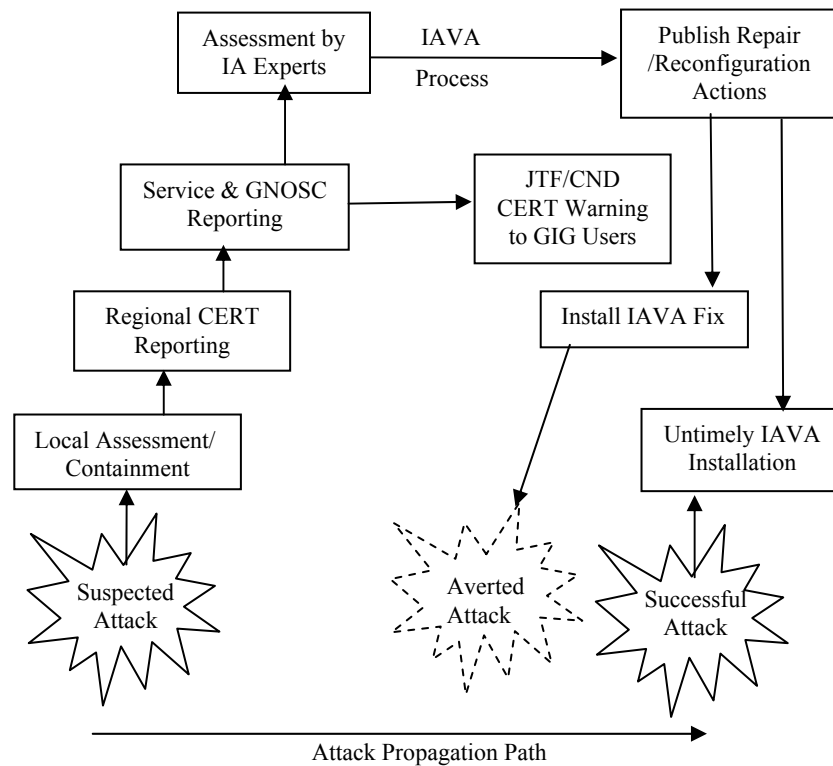 Assessment by
IA Experts
IAVA
Process
Publish Repair
/Reconfiguration
Actions
Service & GNOSC
Reporting
JTF/CND
CERT Warning
to GIG Users
Regional CERT
Reporting
Install IAVA Fix
Local Assessment/
Containment
Untimely IAVA
Installation
Suspected
Attack
Averted
Attack
Successful
Attack
Attack Propagation Path